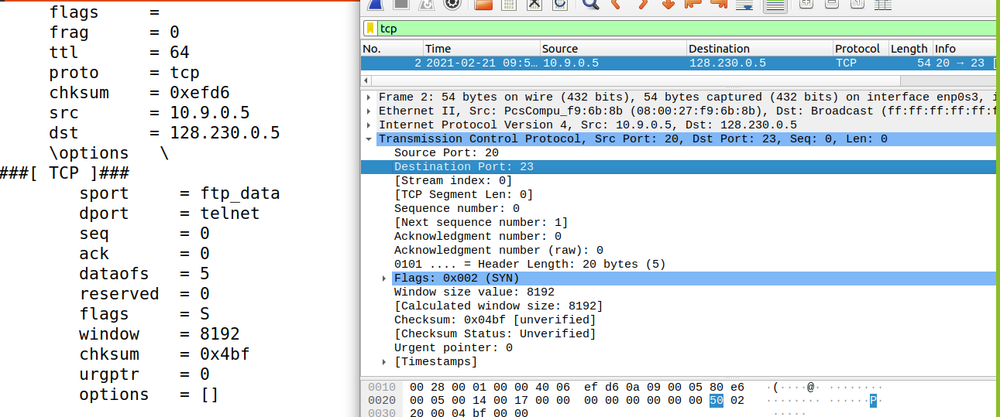 flags     =
frag      = 0
ttl       = 64
proto     = tcp
chksum    = 0xefd6
src       = 10.9.0.5
dst       = 128.230.0.5
\options   \
###[ TCP ]###
sport     = ftp_data
dport     = telnet
seq       = 0
ack       = 0
dataofs   = 5
reserved  = 0
flags     = S
window    = 8192
chksum    = 0x4bf
urgptr    = 0
options   = []
tcp
No. Time Source Destination Protocol Length Info
2 2021-02-21 09:5… 10.9.0.5 128.230.0.5 TCP 54 20 → 23 [
Frame 2: 54 bytes on wire (432 bits), 54 bytes captured (432 bits) on interface enp0s3, i
Ethernet II, Src: PcsCompu_f9:6b:8b (08:00:27:f9:6b:8b), Dst: Broadcast (ff:ff:ff:ff:ff:f
Internet Protocol Version 4, Src: 10.9.0.5, Dst: 128.230.0.5
Transmission Control Protocol, Src Port: 20, Dst Port: 23, Seq: 0, Len: 0
Source Port: 20
Destination Port: 23
[Stream index: 0]
[TCP Segment Len: 0]
Sequence number: 0
[Next sequence number: 1]
Acknowledgment number: 0
Acknowledgment number (raw): 0
0101 .... = Header Length: 20 bytes (5)
Flags: 0x002 (SYN)
Window size value: 8192
[Calculated window size: 8192]
Checksum: 0x04bf [unverified]
[Checksum Status: Unverified]
Urgent pointer: 0
[Timestamps]
0010 00 28 00 01 00 00 40 06 ef d6 0a 09 00 05 80 e6 ·(····@· ········
0020 00 05 00 14 00 17 00 00 00 00 00 00 00 00 50 02 ········ ······P·
0030 20 00 04 bf 00 00 ·····